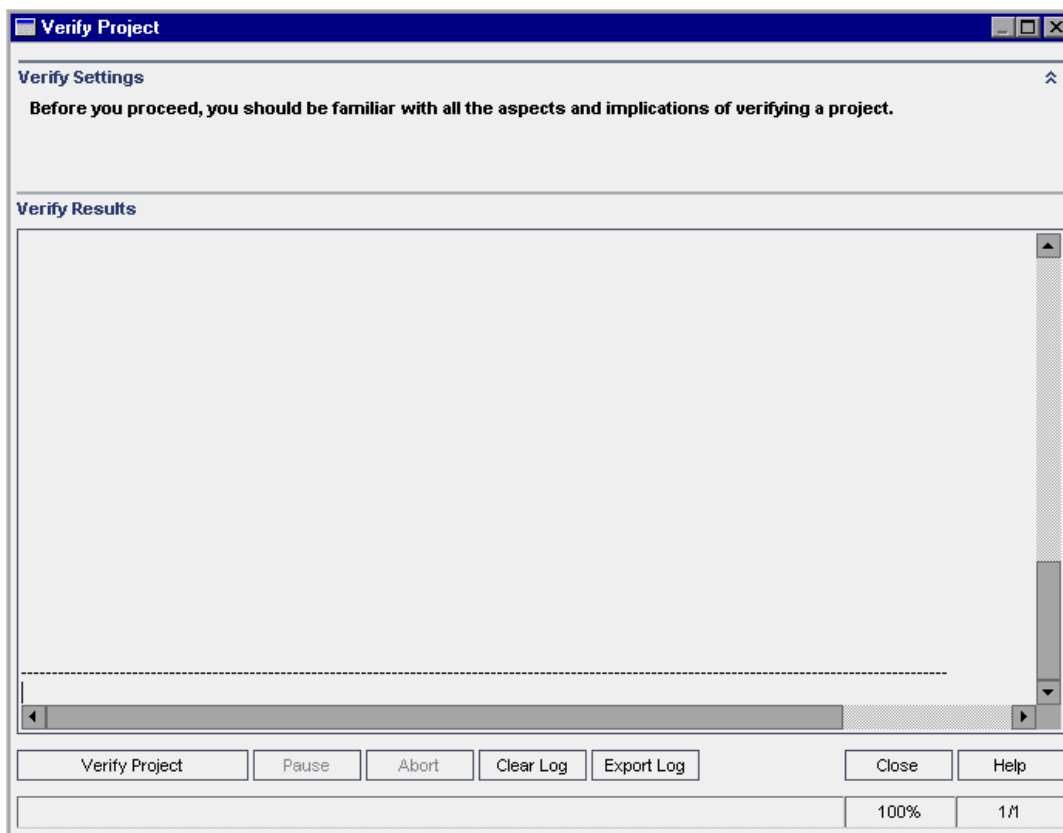 Verify Project
Verify Settings
Before you proceed, you should be familiar with all the aspects and implications of verifying a project.
Verify Results
--------------------------------------------------------------------------------------------------------------------------------------------------------
Verify Project Pause Abort Clear Log Export Log Close Help
100% 1/1